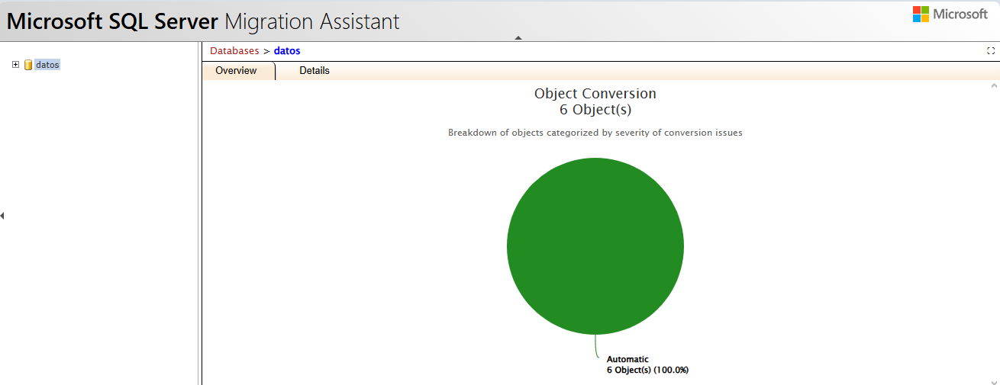 Microsoft SQL Server Migration Assistant
Microsoft
datos
Databases > datos
Overview
Details
Object Conversion
6 Object(s)
Breakdown of objects categorized by severity of conversion issues
Automatic
6 Object(s) (100.0%)